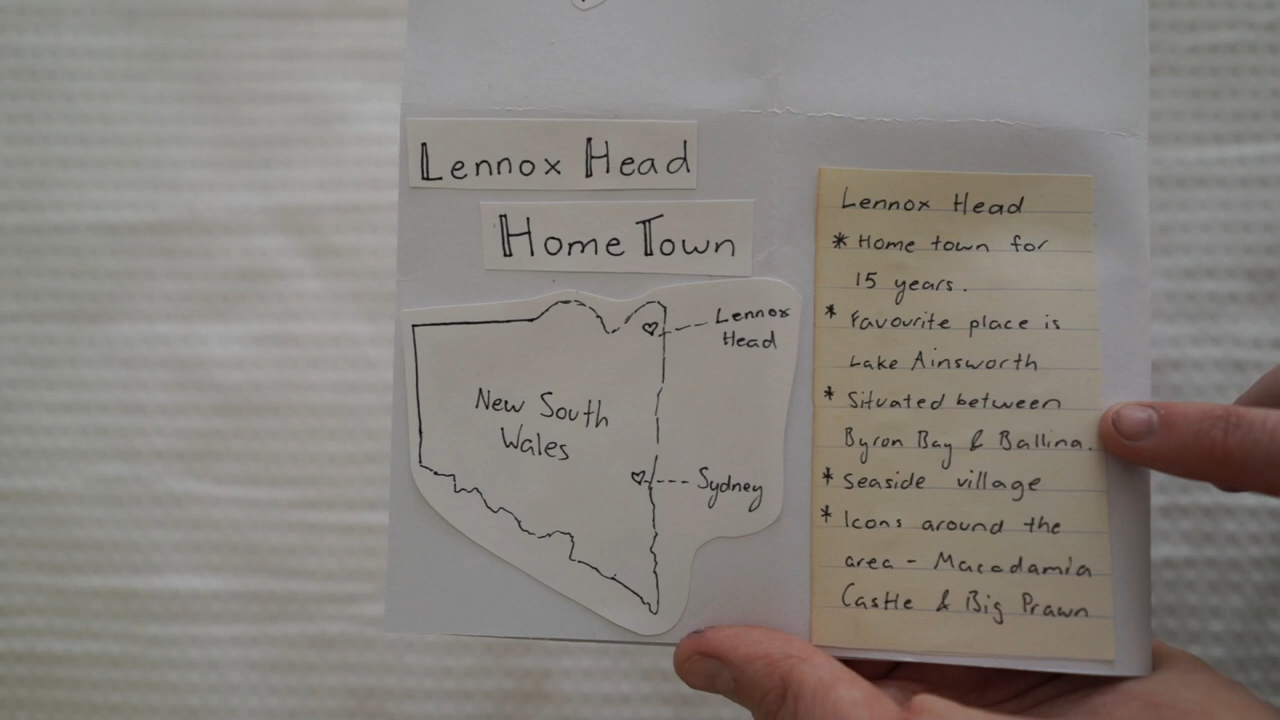 Lennox Head
Home Town
Lennox
Head
New South
Wales
Sydney
Lennox Head
* Home town for
15 years.
* Favourite place is
Lake Ainsworth
* Situated between
Byron Bay & Ballina.
* Seaside village
* Icons around the
area - Macadamia
Castle & Big Prawn